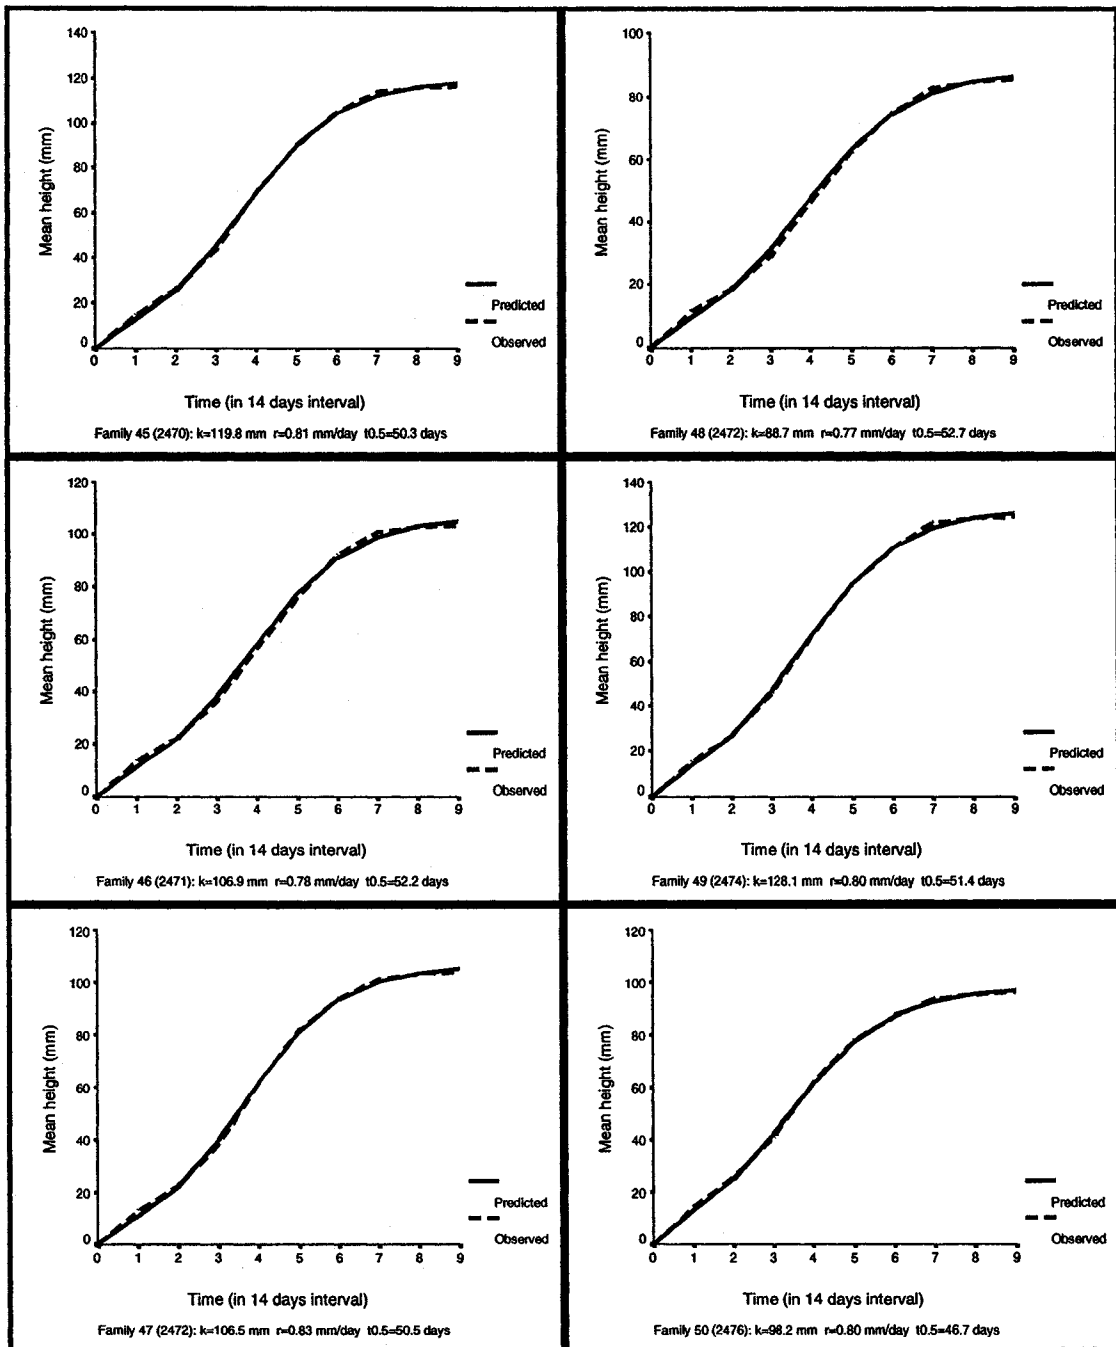 140
120
100
80
60
40
20
0
Mean height (mm)
0 1 2 3 4 5 6 7 8 9
Predicted
Observed
Time (in 14 days interval)
Family 45 (2470): k=119.8 mm r=0.81 mm/day t0.5=50.3 days
100
80
60
40
20
0
Mean height (mm)
0 1 2 3 4 5 6 7 8 9
Predicted
Observed
Time (in 14 days interval)
Family 48 (2472): k=88.7 mm r=0.77 mm/day t0.5=52.7 days
120
100
80
60
40
20
0
Mean height (mm)
0 1 2 3 4 5 6 7 8 9
Predicted
Observed
Time (in 14 days interval)
Family 46 (2471): k=106.9 mm r=0.78 mm/day t0.5=52.2 days
140
120
100
80
60
40
20
0
Mean height (mm)
0 1 2 3 4 5 6 7 8 9
Predicted
Observed
Time (in 14 days interval)
Family 49 (2474): k=128.1 mm r=0.80 mm/day t0.5=51.4 days
120
100
80
60
40
20
0
Mean height (mm)
0 1 2 3 4 5 6 7 8 9
Predicted
Observed
Time (in 14 days interval)
Family 47 (2472): k=106.5 mm r=0.83 mm/day t0.5=50.5 days
120
100
80
60
40
20
0
Mean height (mm)
0 1 2 3 4 5 6 7 8 9
Predicted
Observed
Time (in 14 days interval)
Family 50 (2476): k=98.2 mm r=0.80 mm/day t0.5=46.7 days